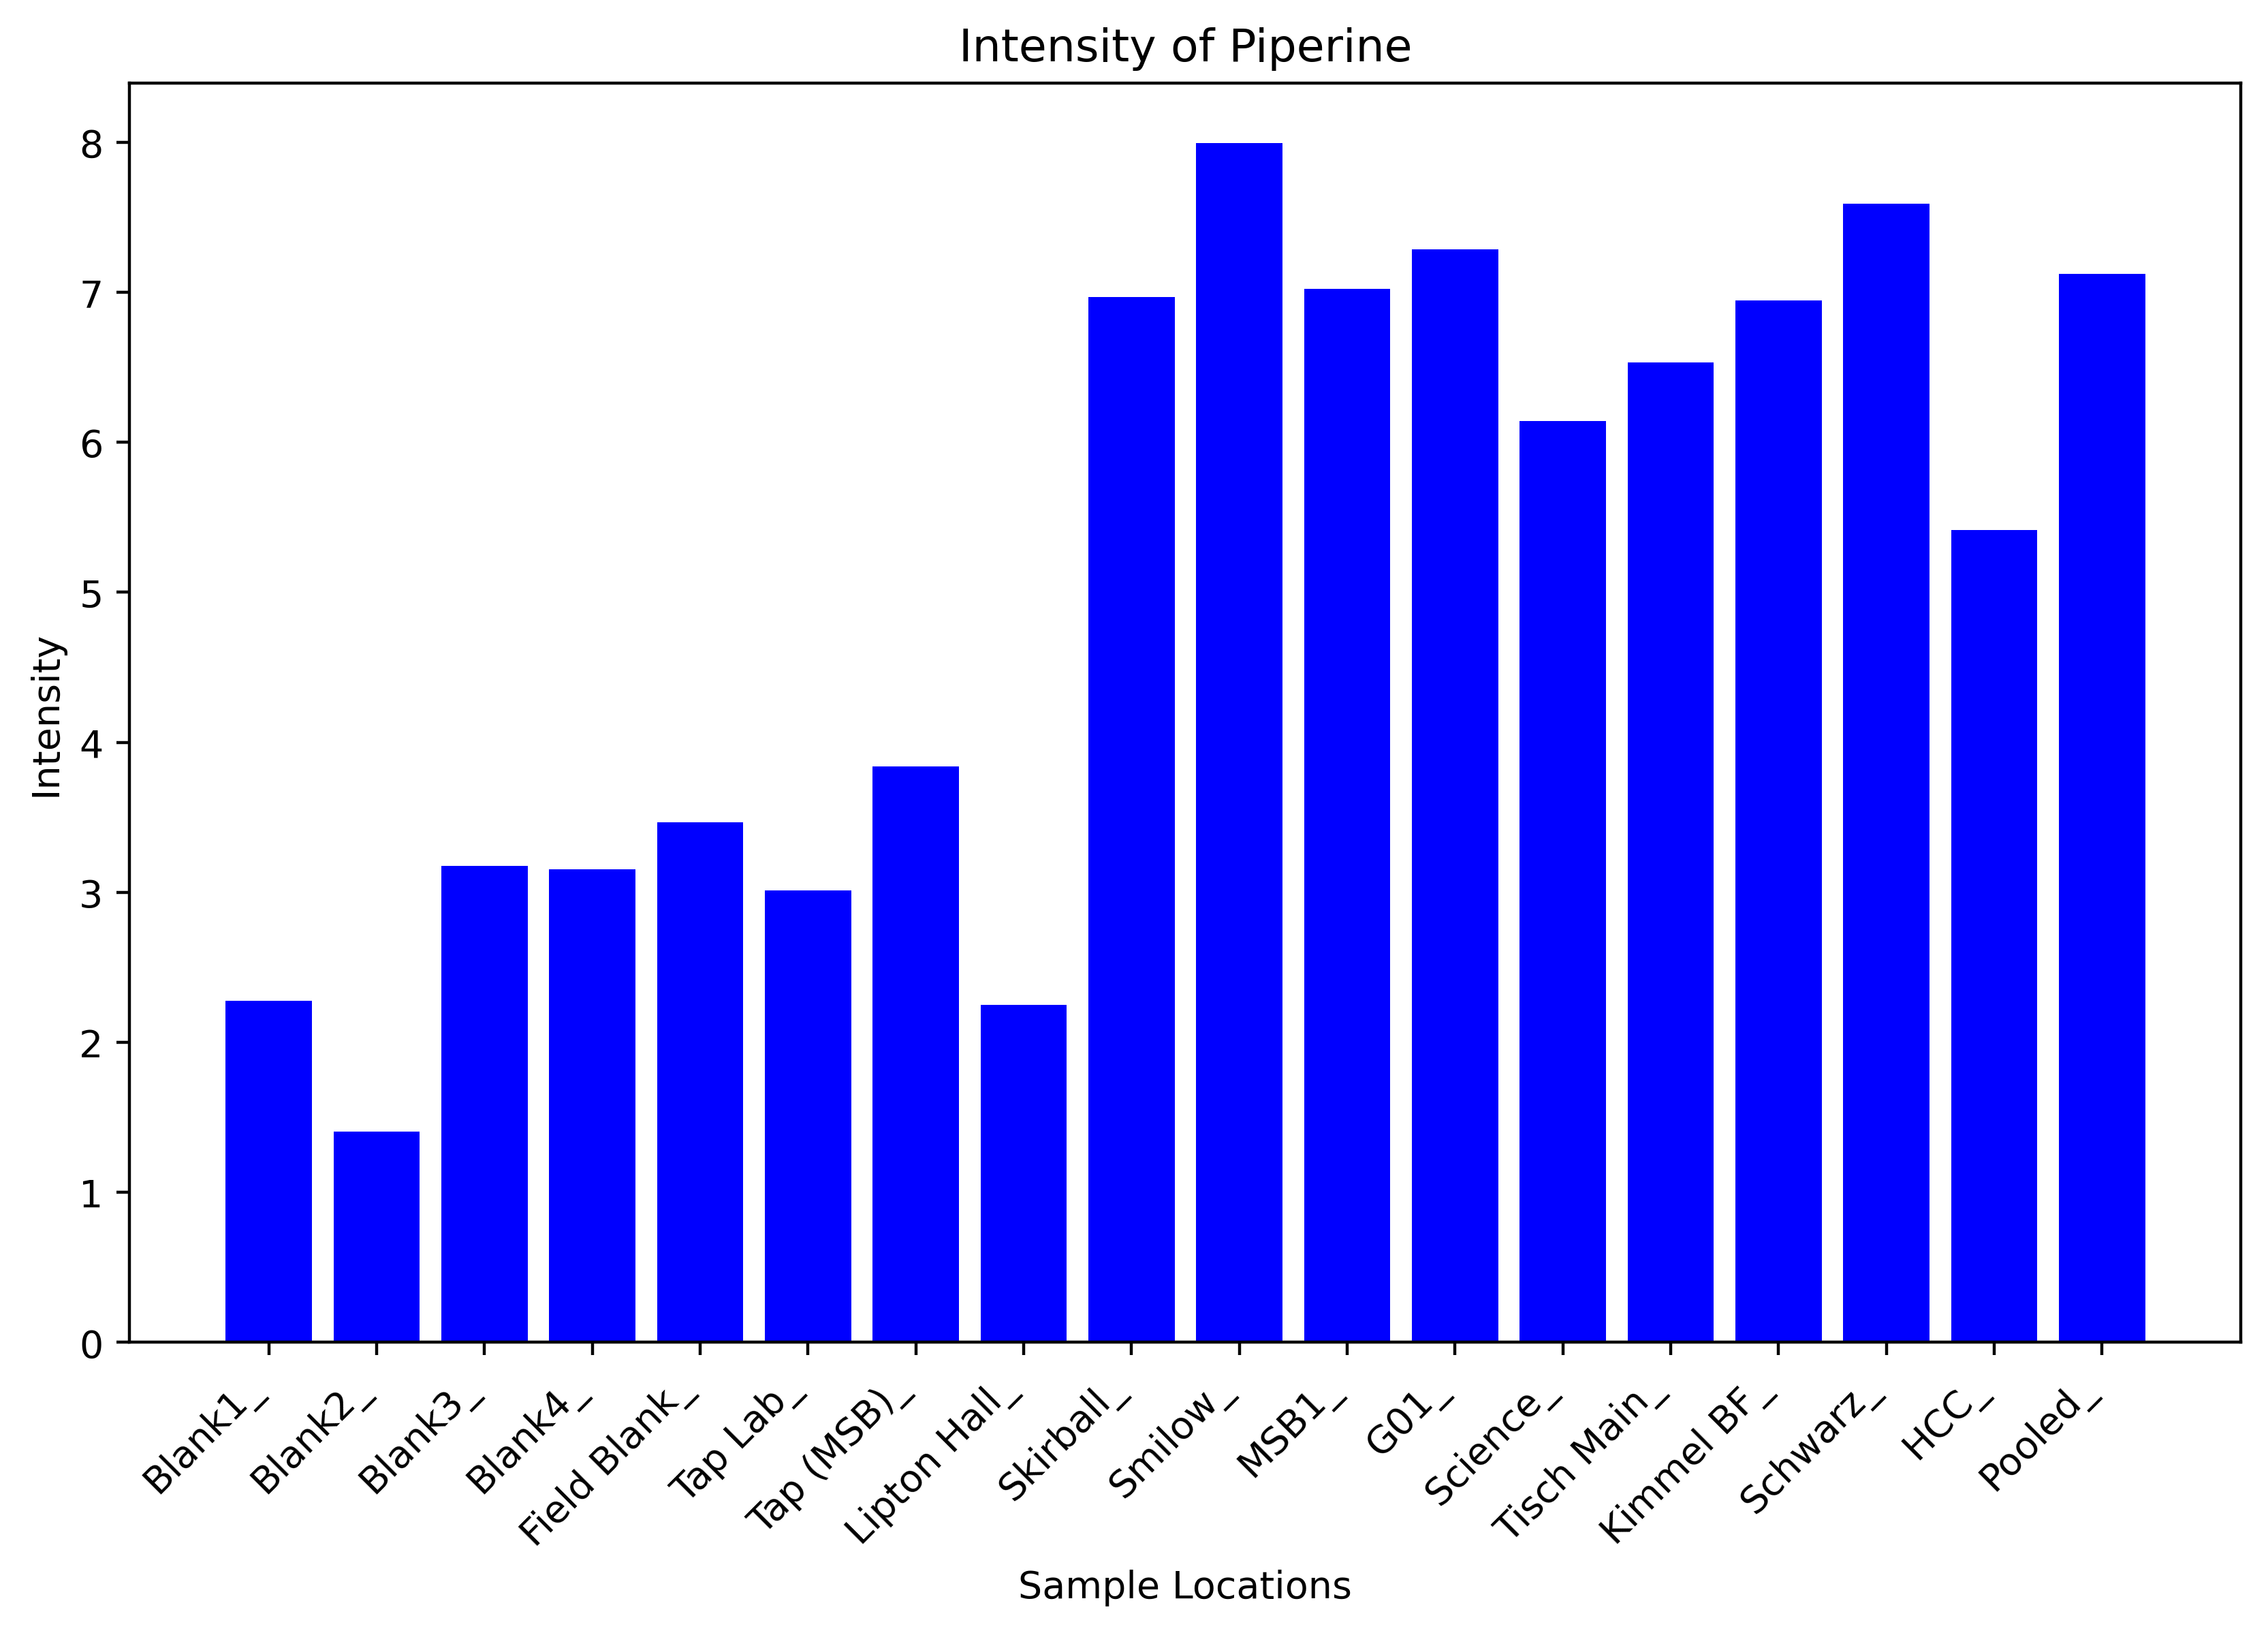 Intensity of Piperine
Intensity
8
7
6
5
4
3
2
1
0
Blank1_
Blank2_
Blank3_
Blank4_
Field Blank_
Tap Lab_
Tap (MSB)_
Lipton Hall_
Skirball_
Smilow_
MSB1_
G01_
Science_
Tisch Main_
Kimmel BF_
Schwarz_
HCC_
Pooled_
Sample Locations